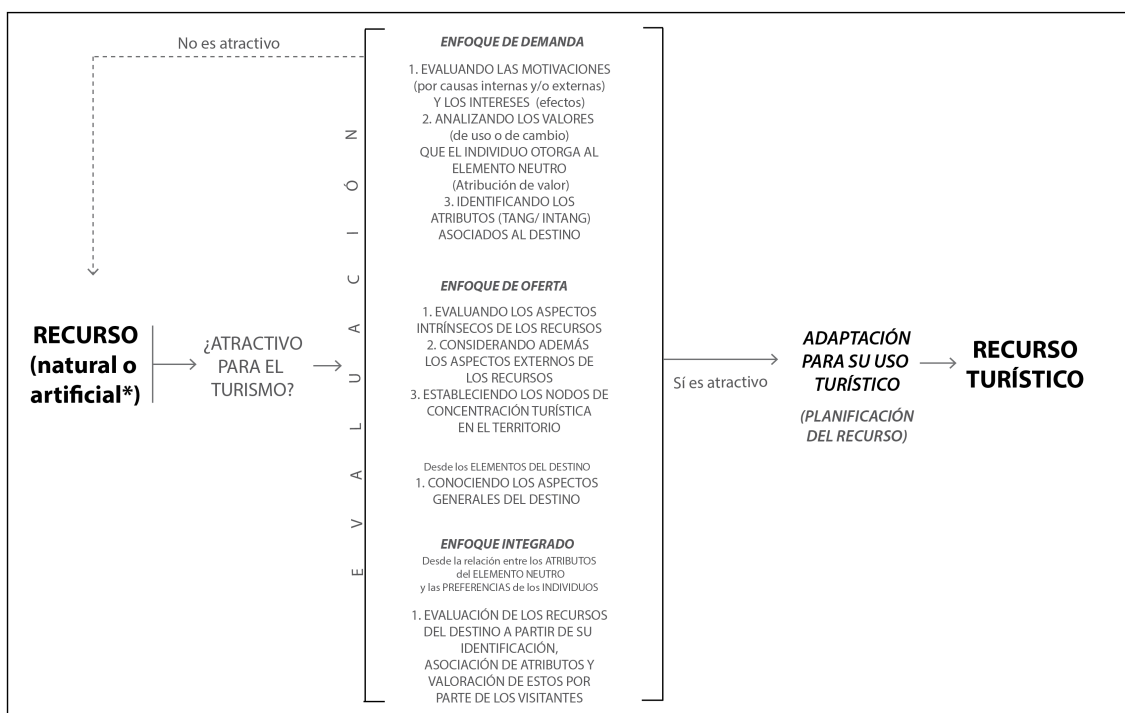 No es atractivo
RECURSO
(natural o
artificial*)
¿ATRACTIVO
PARA EL
TURISMO?
EVALUACIÓN
ENFOQUE DE DEMANDA
1. EVALUANDO LAS MOTIVACIONES
(por causas internas y/o externas)
Y LOS INTERESES (efectos)
2. ANALIZANDO LOS VALORES
(de uso o de cambio)
QUE EL INDIVIDUO OTORGA AL
ELEMENTO NEUTRO
(Atribución de valor)
3. IDENTIFICANDO LOS
ATRIBUTOS (TANG/ INTANG)
ASOCIADOS AL DESTINO
ENFOQUE DE OFERTA
1. EVALUANDO LOS ASPECTOS
INTRÍNSECOS DE LOS RECURSOS
2. CONSIDERANDO ADEMÁS
LOS ASPECTOS EXTERNOS DE
LOS RECURSOS
3. ESTABLECIENDO LOS NODOS DE
CONCENTRACIÓN TURÍSTICA
EN EL TERRITORIO
Desde los ELEMENTOS DEL DESTINO
1. CONOCIENDO LOS ASPECTOS
GENERALES DEL DESTINO
ENFOQUE INTEGRADO
Desde la relación entre los ATRIBUTOS
del ELEMENTO NEUTRO
y las PREFERENCIAS de los INDIVIDUOS
1. EVALUACIÓN DE LOS RECURSOS
DEL DESTINO A PARTIR DE SU
IDENTIFICACIÓN,
ASOCIACIÓN DE ATRIBUTOS Y
VALORACIÓN DE ESTOS POR
PARTE DE LOS VISITANTES
Sí es atractivo
ADAPTACIÓN
PARA SU USO
TURÍSTICO
(PLANIFICACIÓN
DEL RECURSO)
RECURSO
TURÍSTICO